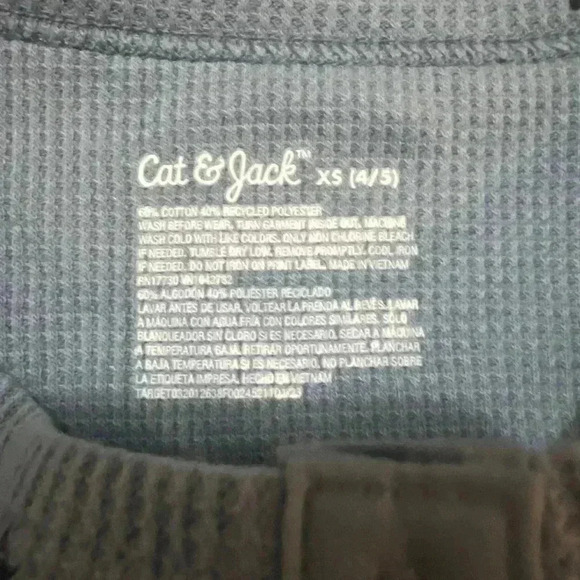 Cat & Jack™ XS (4/5)
60% COTTON 40% RECYCLED POLYESTER
WASH BEFORE WEAR. TURN GARMENT INSIDE OUT. MACHINE
WASH COLD WITH LIKE COLORS. ONLY NON CHLORINE BLEACH
IF NEEDED. TUMBLE DRY LOW. REMOVE PROMPTLY. COOL IRON
IF NEEDED. DO NOT IRON ON PRINT LABEL. MADE IN VIETNAM
RN17730
60% ALGODÓN 40% POLIÉSTER RECICLADO
LAVAR ANTES DE USAR. VOLTEAR LA PRENDA AL REVÉS. LAVAR
A MÁQUINA CON AGUA FRÍA CON COLORES SIMILARES. SÓLO
BLANQUEADOR SIN CLORO SI ES NECESARIO. SECAR A MÁQUINA
A TEMPERATURA BAJA. RETIRAR OPORTUNAMENTE. PLANCHAR
A BAJA TEMPERATURA SI ES NECESARIO. NO PLANCHAR SOBRE
LA ETIQUETA IMPRESA. HECHO EN VIETNAM